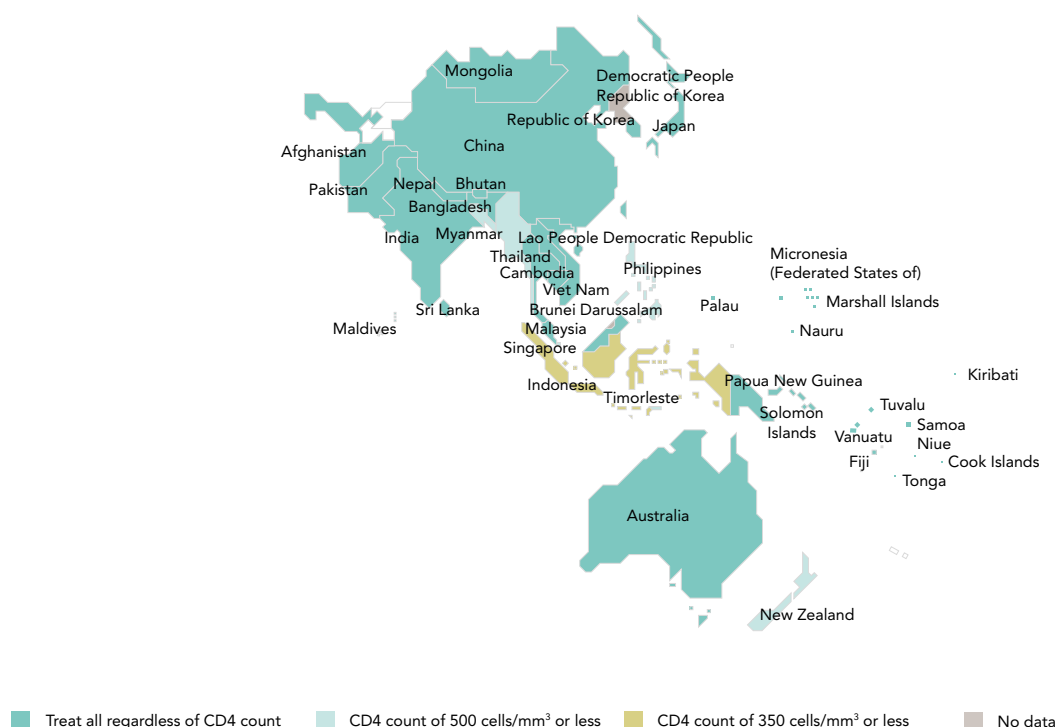 Mongolia
Democratic People
Republic of Korea
Republic of Korea
Japan
China
Afghanistan
Pakistan
Nepal
Bhutan
Bangladesh
India
Myanmar
Lao People Democratic Republic
Thailand
Cambodia
Philippines
Micronesia
(Federated States of)
Viet Nam
Marshall Islands
Sri Lanka
Brunei Darussalam
Palau
Maldives
Malaysia
Nauru
Singapore
Indonesia
Papua New Guinea
Kiribati
Timorleste
Solomon
Islands
Tuvalu
Vanuatu
Samoa
Niue
Fiji
Cook Islands
Tonga
Australia
New Zealand
Treat all regardless of CD4 count
CD4 count of 500 cells/mm³ or less
CD4 count of 350 cells/mm³ or less
No data